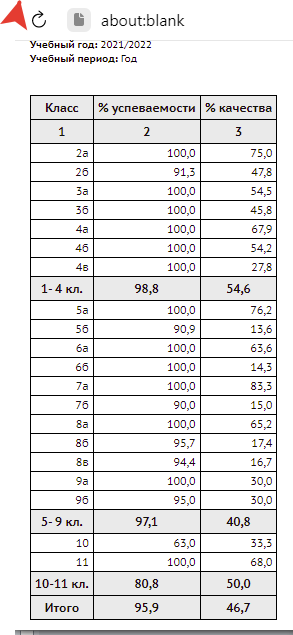 about:blank
Учебный год: 2021/2022
Учебный период: Год
Класс % успеваемости % качества
1 2 3
2а 100,0 75,0
2б 91,3 47,8
3а 100,0 54,5
3б 100,0 45,8
4а 100,0 67,9
4б 100,0 54,2
4в 100,0 27,8
1- 4 кл. 98,8 54,6
5а 100,0 76,2
5б 90,9 13,6
6а 100,0 63,6
6б 100,0 14,3
7а 100,0 83,3
7б 90,0 15,0
8а 100,0 65,2
8б 95,7 17,4
8в 94,4 16,7
9а 100,0 30,0
9б 95,0 30,0
5- 9 кл. 97,1 40,8
10 63,0 33,3
11 100,0 68,0
10-11 кл. 80,8 50,0
Итого 95,9 46,7